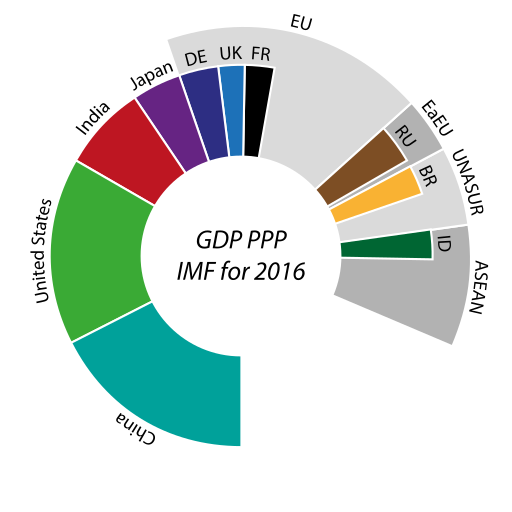 EU
DE
UK
FR
Japan
India
United States
China
EaEU
RU
UNASUR
BR
ID
ASEAN
GDP PPP
IMF for 2016